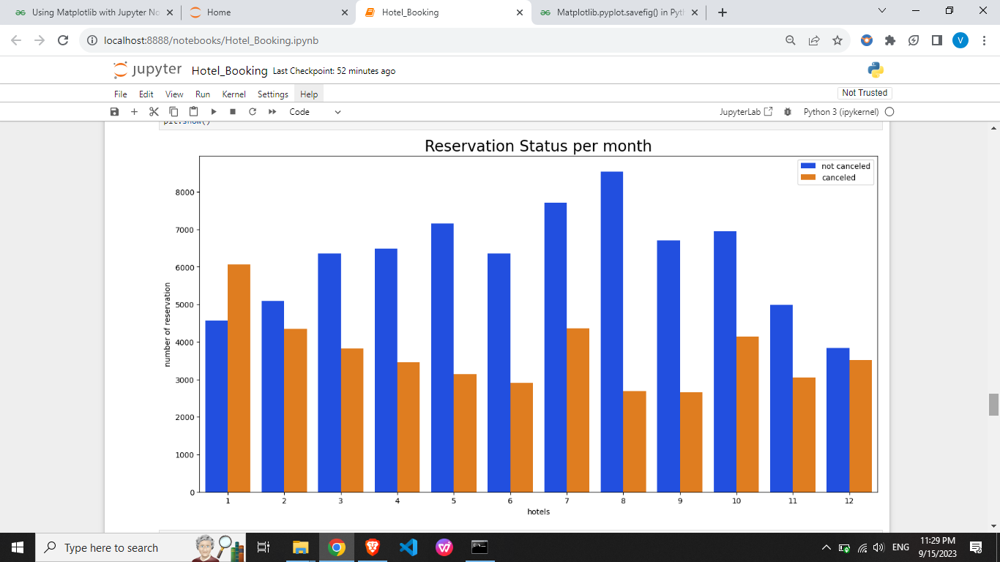 Using Matplotlib with Jupyter No
Home
Hotel_Booking
Matplotlib.pyplot.savefig() in Pyt
localhost:8888/notebooks/Hotel_Booking.ipynb
V
jupyter Hotel_Booking Last Checkpoint: 52 minutes ago
File Edit View Run Kernel Settings Help
Not Trusted
Code
JupyterLab
Python 3 (ipykernel)
plt.show()
Reservation Status per month
not canceled
canceled
8000
7000
6000
5000
4000
3000
2000
1000
0
number of reservation
1 2 3 4 5 6 7 8 9 10 11 12
hotels
Type here to search
ENG
11:29 PM
9/15/2023